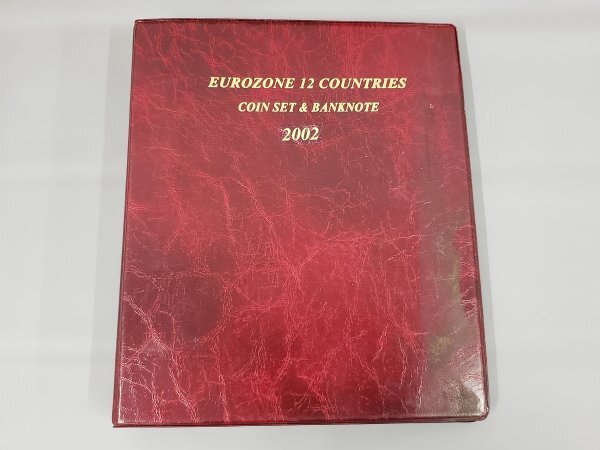 EUROZONE 12 COUNTRIES
COIN SET & BANKNOTE
2002